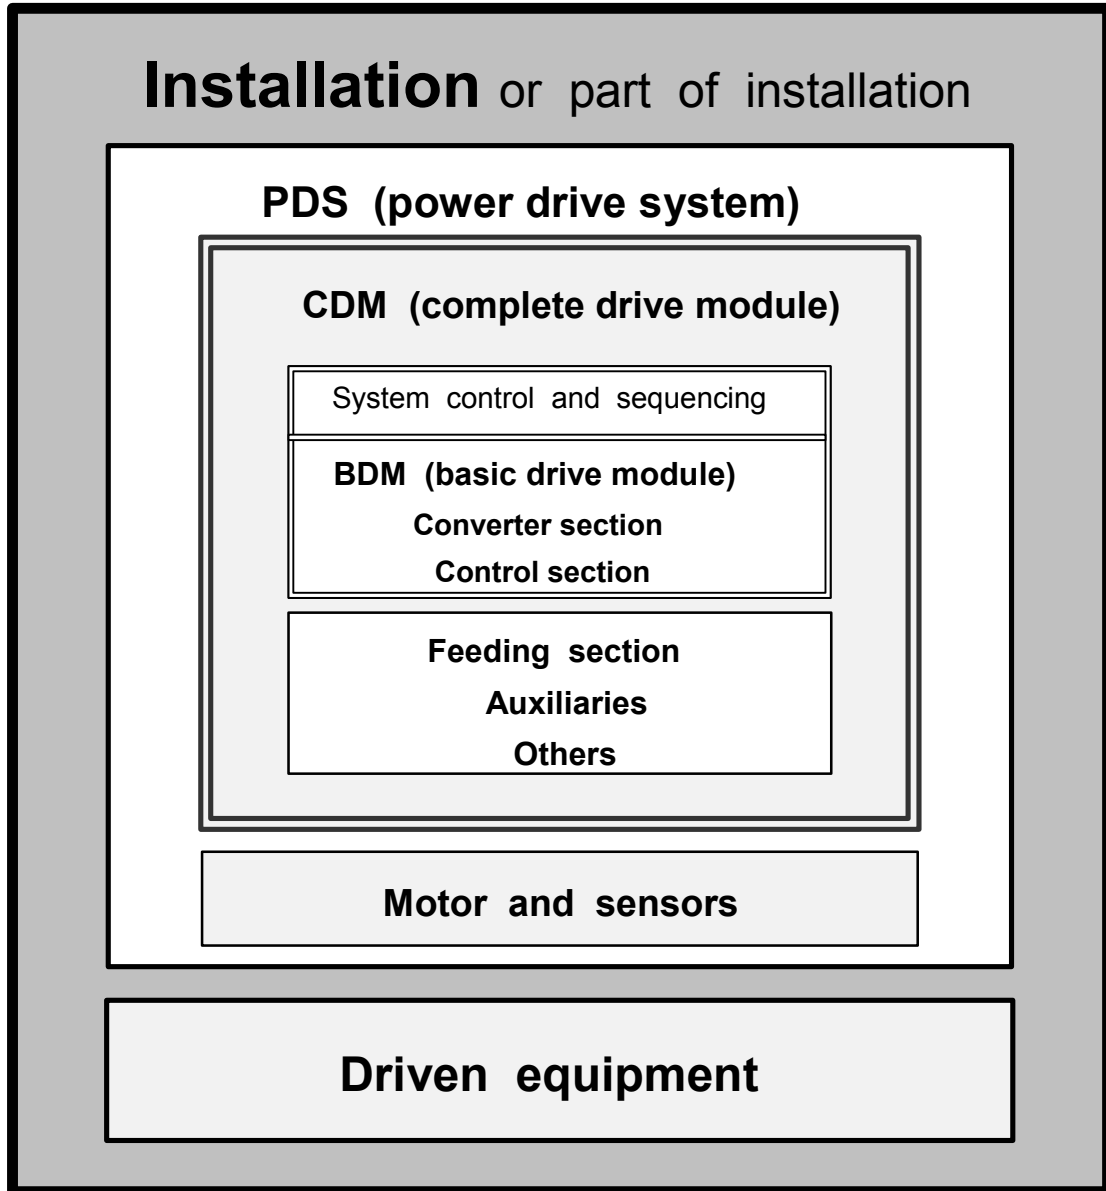 Installation or part of installation
PDS (power drive system)
CDM (complete drive module)
System control and sequencing
BDM (basic drive module)
Converter section
Control section
Feeding section
Auxiliaries
Others
Motor and sensors
Driven equipment